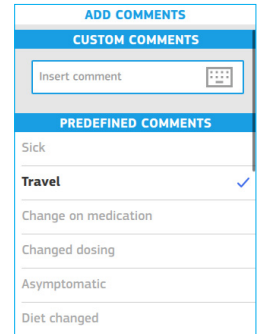 ADD COMMENTS
CUSTOM COMMENTS
Insert comment
PREDEFINED COMMENTS
Sick
Travel
Change on medication
Changed dosing
Asymptomatic
Diet changed